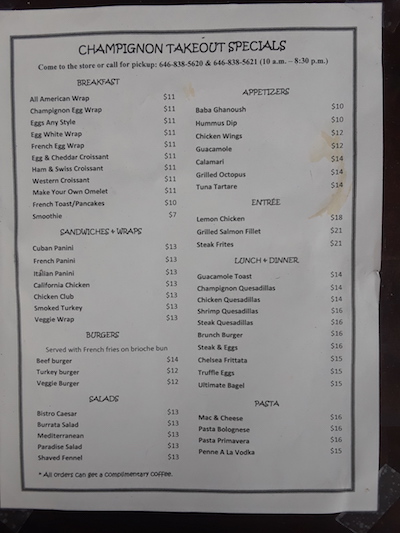 CHAMPIGNON TAKEOUT SPECIALS
Come to the store or call for pickup: 646-838-5620 & 646-838-5621 (10 a.m. – 8:30 p.m.)
BREAKFAST
All American Wrap $11
Champignon Egg Wrap $11
Eggs Any Style $11
Egg White Wrap $11
French Egg Wrap $11
Egg & Cheddar Croissant $11
Ham & Swiss Croissant $11
Western Croissant $11
Make Your Own Omelet $11
French Toast/Pancakes $10
Smoothie $7
SANDWICHES + WRAPS
Cuban Panini $13
French Panini $13
Italian Panini $13
California Chicken $13
Chicken Club $13
Smoked Turkey $13
Veggie Wrap $13
BURGERS
Served with French fries on brioche bun
Beef burger $14
Turkey burger $12
Veggie Burger $12
SALADS
Bistro Caesar $13
Burrata Salad $13
Mediterranean $13
Paradise Salad $13
Shaved Fennel $13
* All Orders Can get a Complimentary Coffee.
APPETIZERS
Baba Ghanoush $10
Hummus Dip $10
Chicken Wings $12
Guacamole $12
Calamari $14
Grilled Octopus $14
Tuna Tartare $14
ENTRÉE
Lemon Chicken $18
Grilled Salmon Fillet $21
Steak Frites $21
LUNCH + DINNER
Guacamole Toast $14
Champignon Quesadillas $14
Chicken Quesadillas $14
Shrimp Quesadillas $16
Steak Quesadillas $16
Brunch Burger $16
Steak & Eggs $16
Chelsea Frittata $15
Truffle Eggs $15
Ultimate Bagel $15
PASTA
Mac & Cheese $16
Pasta Bolognese $16
Pasta Primavera $16
Penne A La Vodka $15